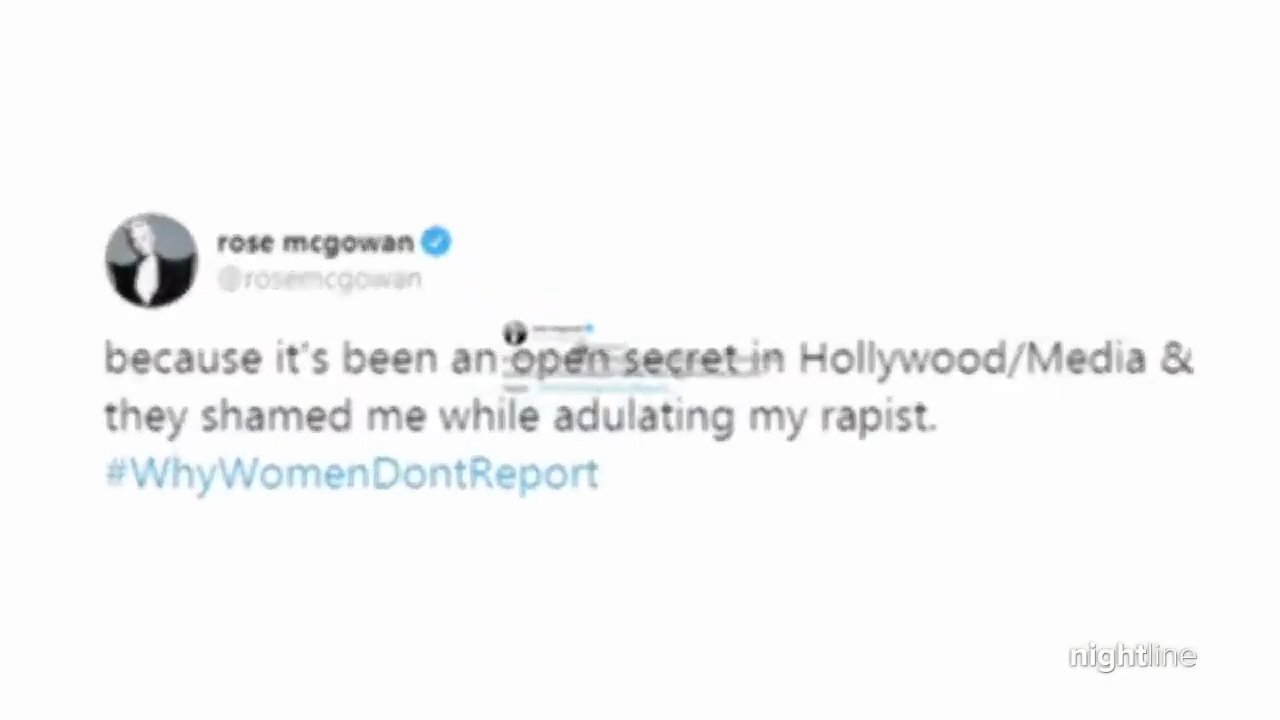 rose mcgowan
@rosemcgowan
because it's been an open secret in Hollywood/Media &
they shamed me while adulating my rapist.
#WhyWomenDontReport
nightline